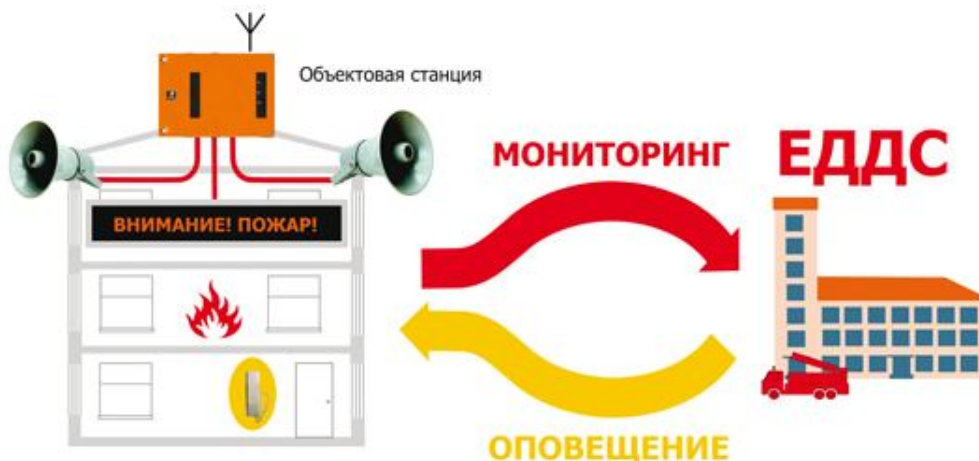 Объектовая станция
ВНИМАНИЕ! ПОЖАР!
МОНИТОРИНГ
ЕДДС
ОПОВЕЩЕНИЕ